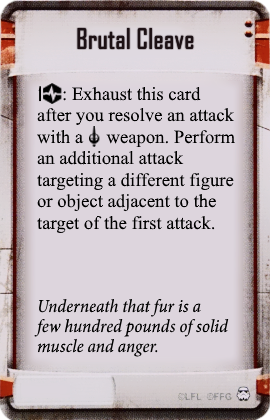 Brutal Cleave
: Exhaust this card
after you resolve an attack
with a weapon. Perform
an additional attack
targeting a different figure
or object adjacent to the
target of the first attack.
Underneath that fur is a
few hundred pounds of solid
muscle and anger.
©LFL ©FFG